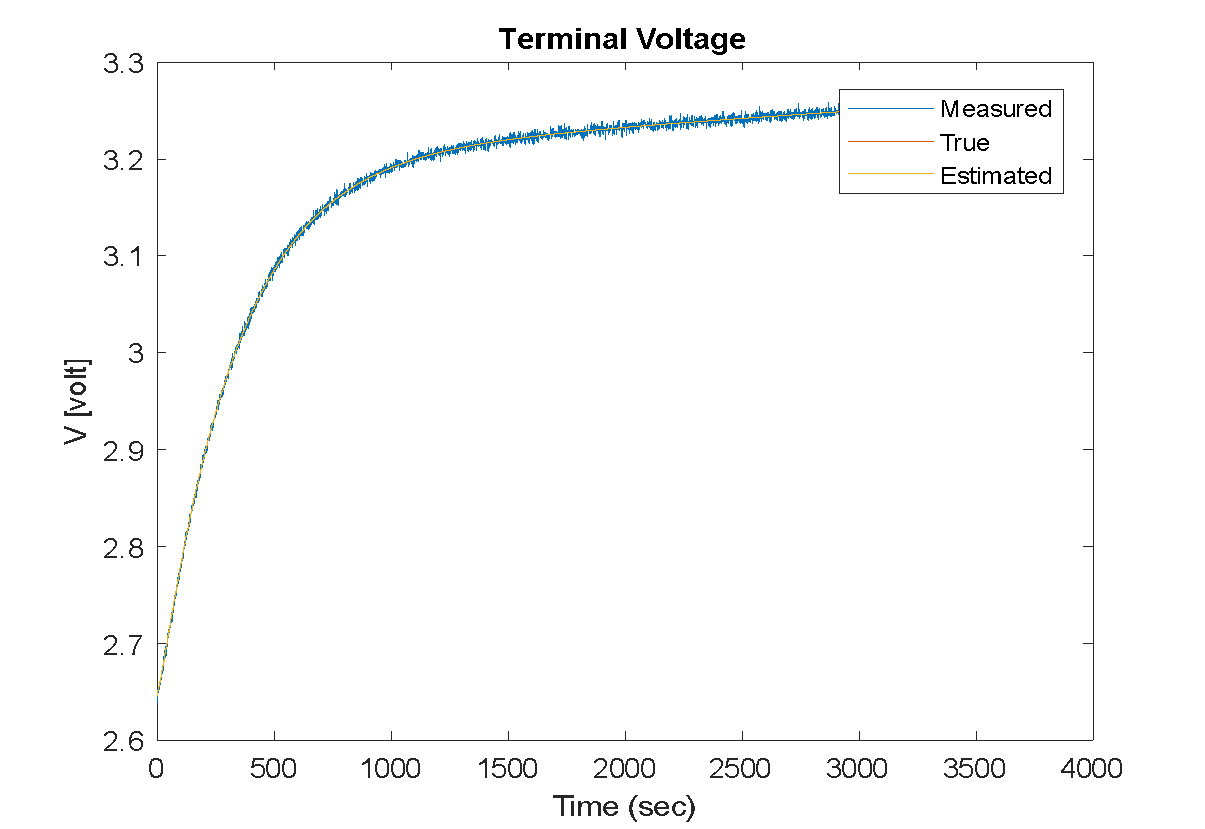 Terminal Voltage
3.3
3.2
3.1
3
2.9
2.8
2.7
2.6
V [volt]
Measured
True
Estimated
0 500 1000 1500 2000 2500 3000 3500 4000
Time (sec)